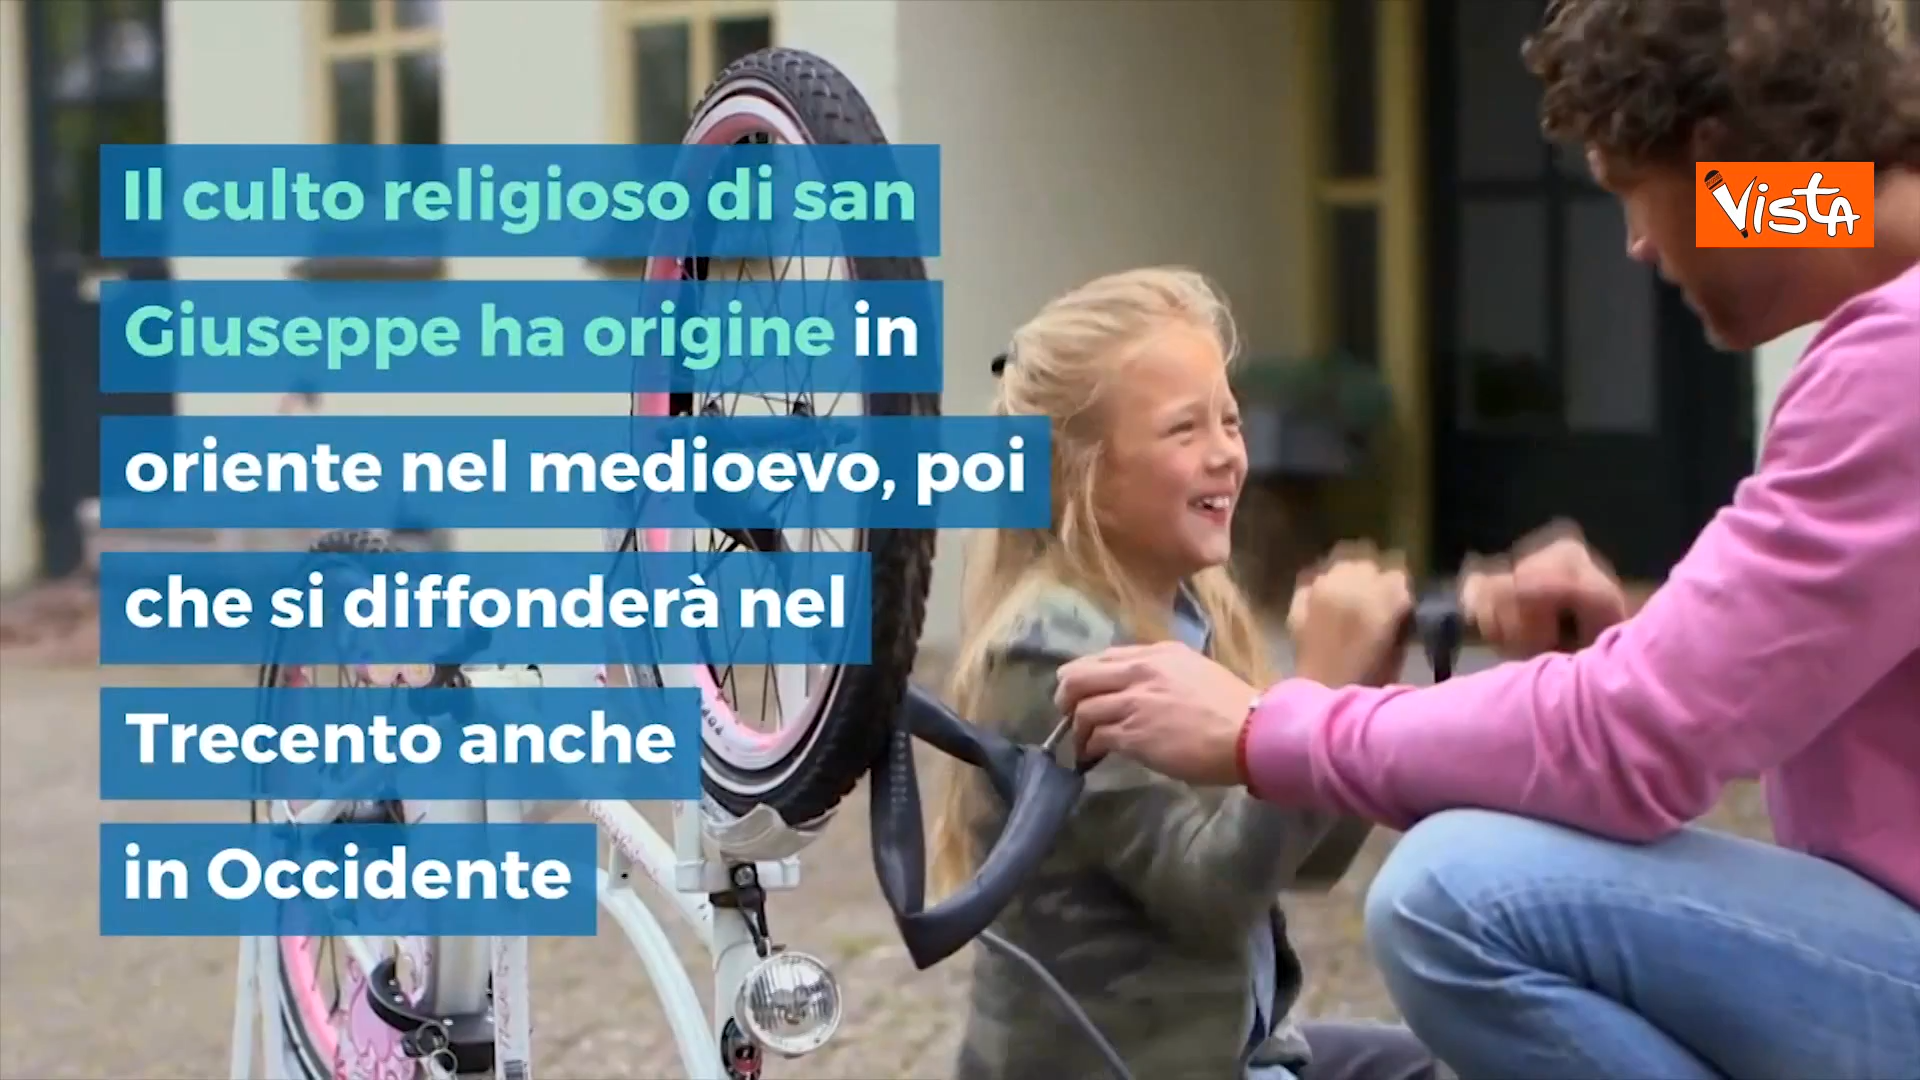 Il culto religioso di san
Giuseppe ha origine in
oriente nel medioevo, poi
che si diffonderà nel
Trecento anche
in Occidente
VISTA